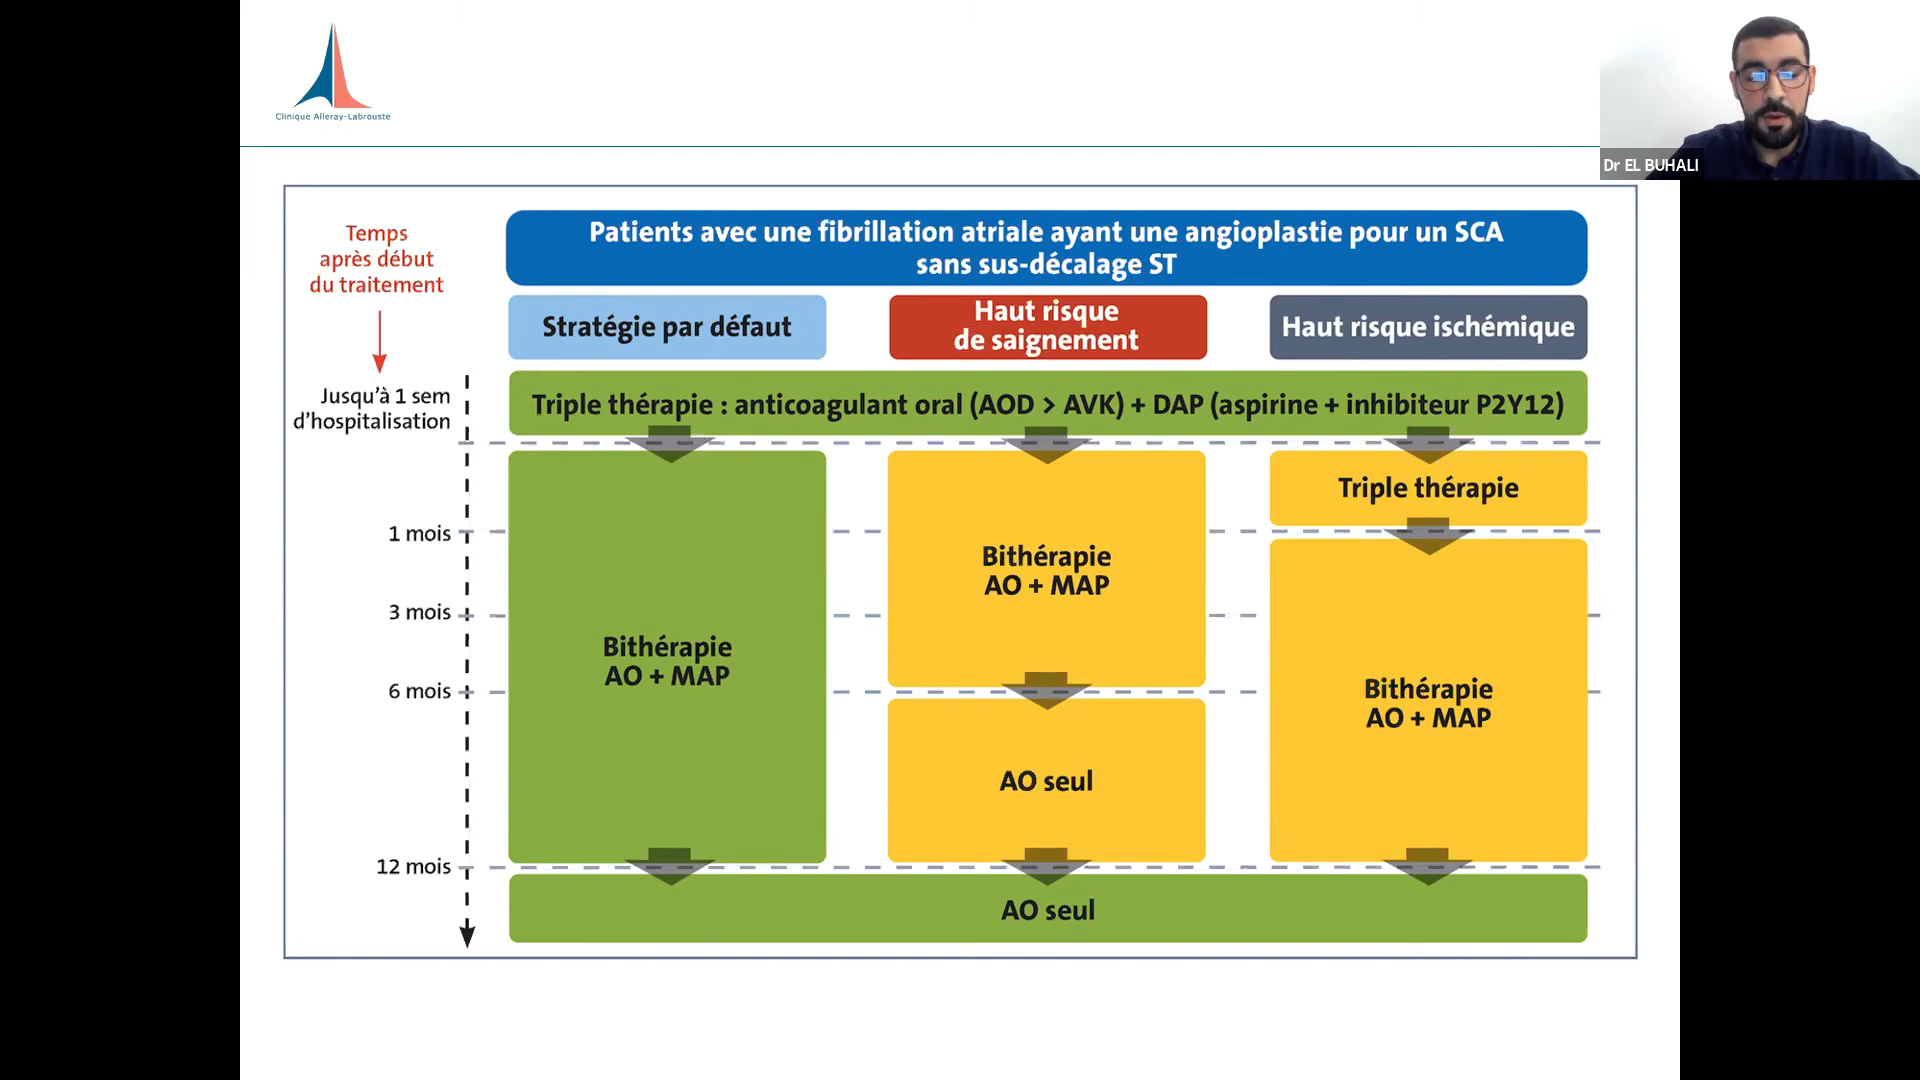 Clinique Alleray-Labrouste
Dr EL BUHALI
Temps
après début
du traitement
Patients avec une fibrillation atriale ayant une angioplastie pour un SCA
sans sus-décalage ST
Stratégie par défaut
Haut risque
de saignement
Haut risque ischémique
Jusqu'à 1 sem
d'hospitalisation
Triple thérapie : anticoagulant oral (AOD > AVK) + DAP (aspirine + inhibiteur P2Y12)
Triple thérapie
1 mois
Bithérapie
AO + MAP
3 mois
Bithérapie
AO + MAP
6 mois
Bithérapie
AO + MAP
AO seul
12 mois
AO seul